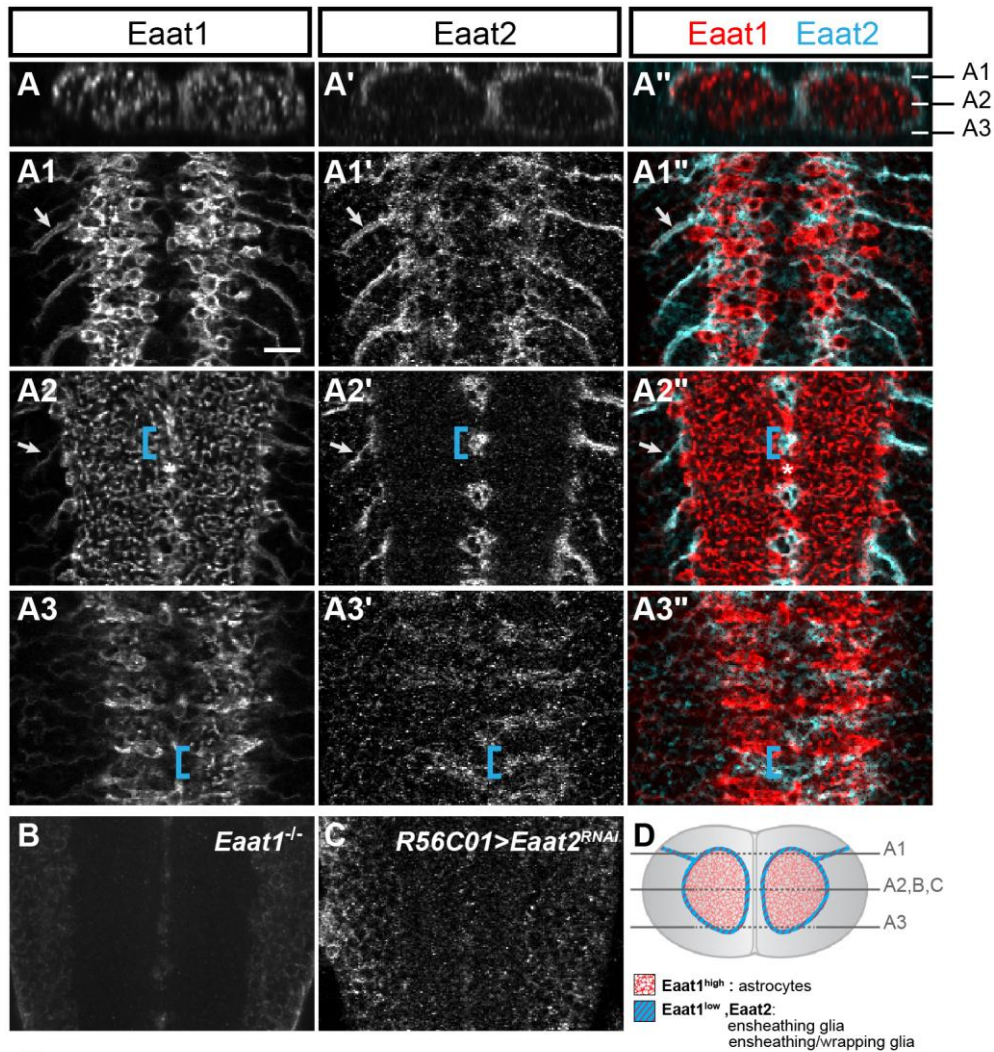 Eaat1
Eaat2
Eaat1 Eaat2
A
A'
A"
A1
A2
A3
A1
A1'
A1"
A2
*
A2'
A2"
*
A3
A3'
A3"
B
Eaat1-/-
C
R56C01>Eaat2RNAi
D
A1
A2,B,C
A3
Eaat1high : astrocytes
Eaat1low ,Eaat2:
ensheathing glia
ensheathing/wrapping glia